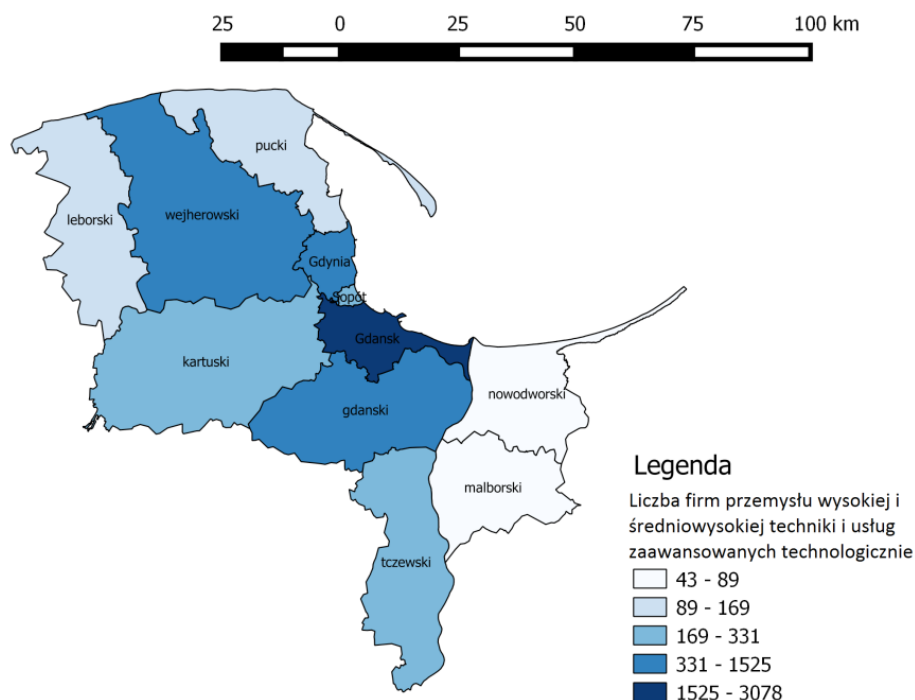 25 0 25 50 75 100 km
pucki
leborski
wejherowski
Gdynia
Sopót
Gdansk
kartuski
nowodworski
gdanski
malborski
tczewski
Legenda
Liczba firm przemysłu wysokiej i
średniowysokiej techniki i usług
zaawansowanych technologicznie
43 - 89
89 - 169
169 - 331
331 - 1525
1525 - 3078